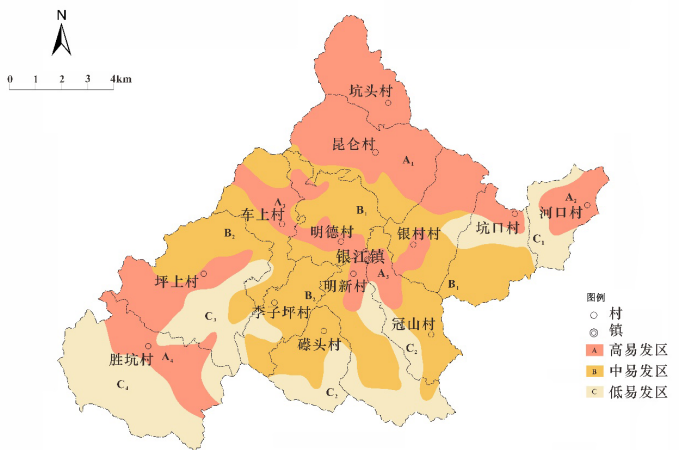 N
0 1 2 3 4km
坑头村
昆仑村
A1
A2
河口村
A3
车上村
B1
坑口村
C1
B2
明德村
银村村
银江镇
坪上村
A3
B1
明新村
B3
图例
村
C3
李子坪村
冠山村
镇
磜头村
C2
A 高易发区
胜坑村
A4
B 中易发区
C4
C2
C 低易发区